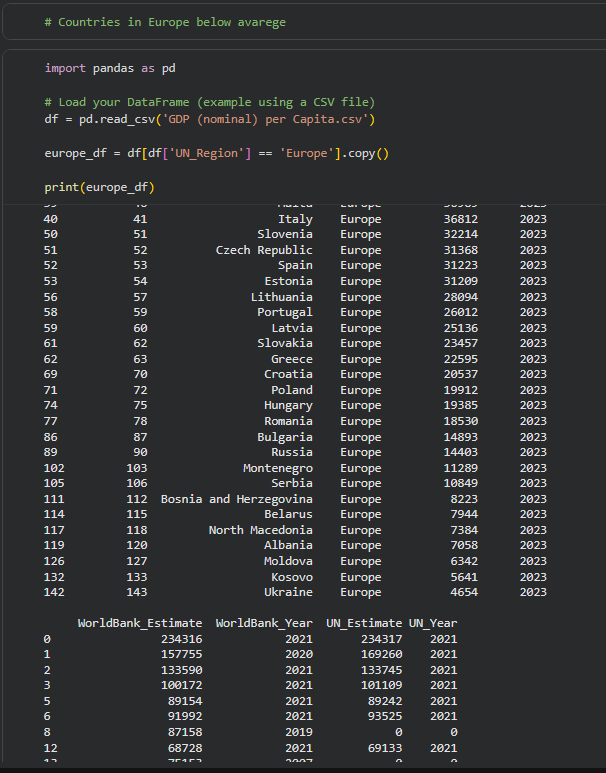 # Countries in Europe below avarege
import pandas as pd
# Load your DataFrame (example using a CSV file)
df = pd.read_csv('GDP (nominal) per Capita.csv')
europe_df = df[df['UN_Region'] == 'Europe'].copy()
print(europe_df)
40 41 Italy Europe 36812 2023
50 51 Slovenia Europe 32214 2023
51 52 Czech Republic Europe 31368 2023
52 53 Spain Europe 31223 2023
53 54 Estonia Europe 31209 2023
56 57 Lithuania Europe 28094 2023
58 59 Portugal Europe 26012 2023
59 60 Latvia Europe 25136 2023
61 62 Slovakia Europe 23457 2023
62 63 Greece Europe 22595 2023
69 70 Croatia Europe 20537 2023
71 72 Poland Europe 19912 2023
74 75 Hungary Europe 19385 2023
77 78 Romania Europe 18530 2023
86 87 Bulgaria Europe 14893 2023
89 90 Russia Europe 14403 2023
102 103 Montenegro Europe 11289 2023
105 106 Serbia Europe 10849 2023
111 112 Bosnia and Herzegovina Europe 8223 2023
114 115 Belarus Europe 7944 2023
117 118 North Macedonia Europe 7384 2023
119 120 Albania Europe 7058 2023
126 127 Moldova Europe 6342 2023
132 133 Kosovo Europe 5641 2023
142 143 Ukraine Europe 4654 2023
WorldBank_Estimate WorldBank_Year UN_Estimate UN_Year
0 234316 2021 234317 2021
1 157755 2020 169260 2021
2 133590 2021 133745 2021
3 100172 2021 101109 2021
5 89154 2021 89242 2021
6 91992 2021 93525 2021
8 87158 2019 0 0
12 68728 2021 69133 2021